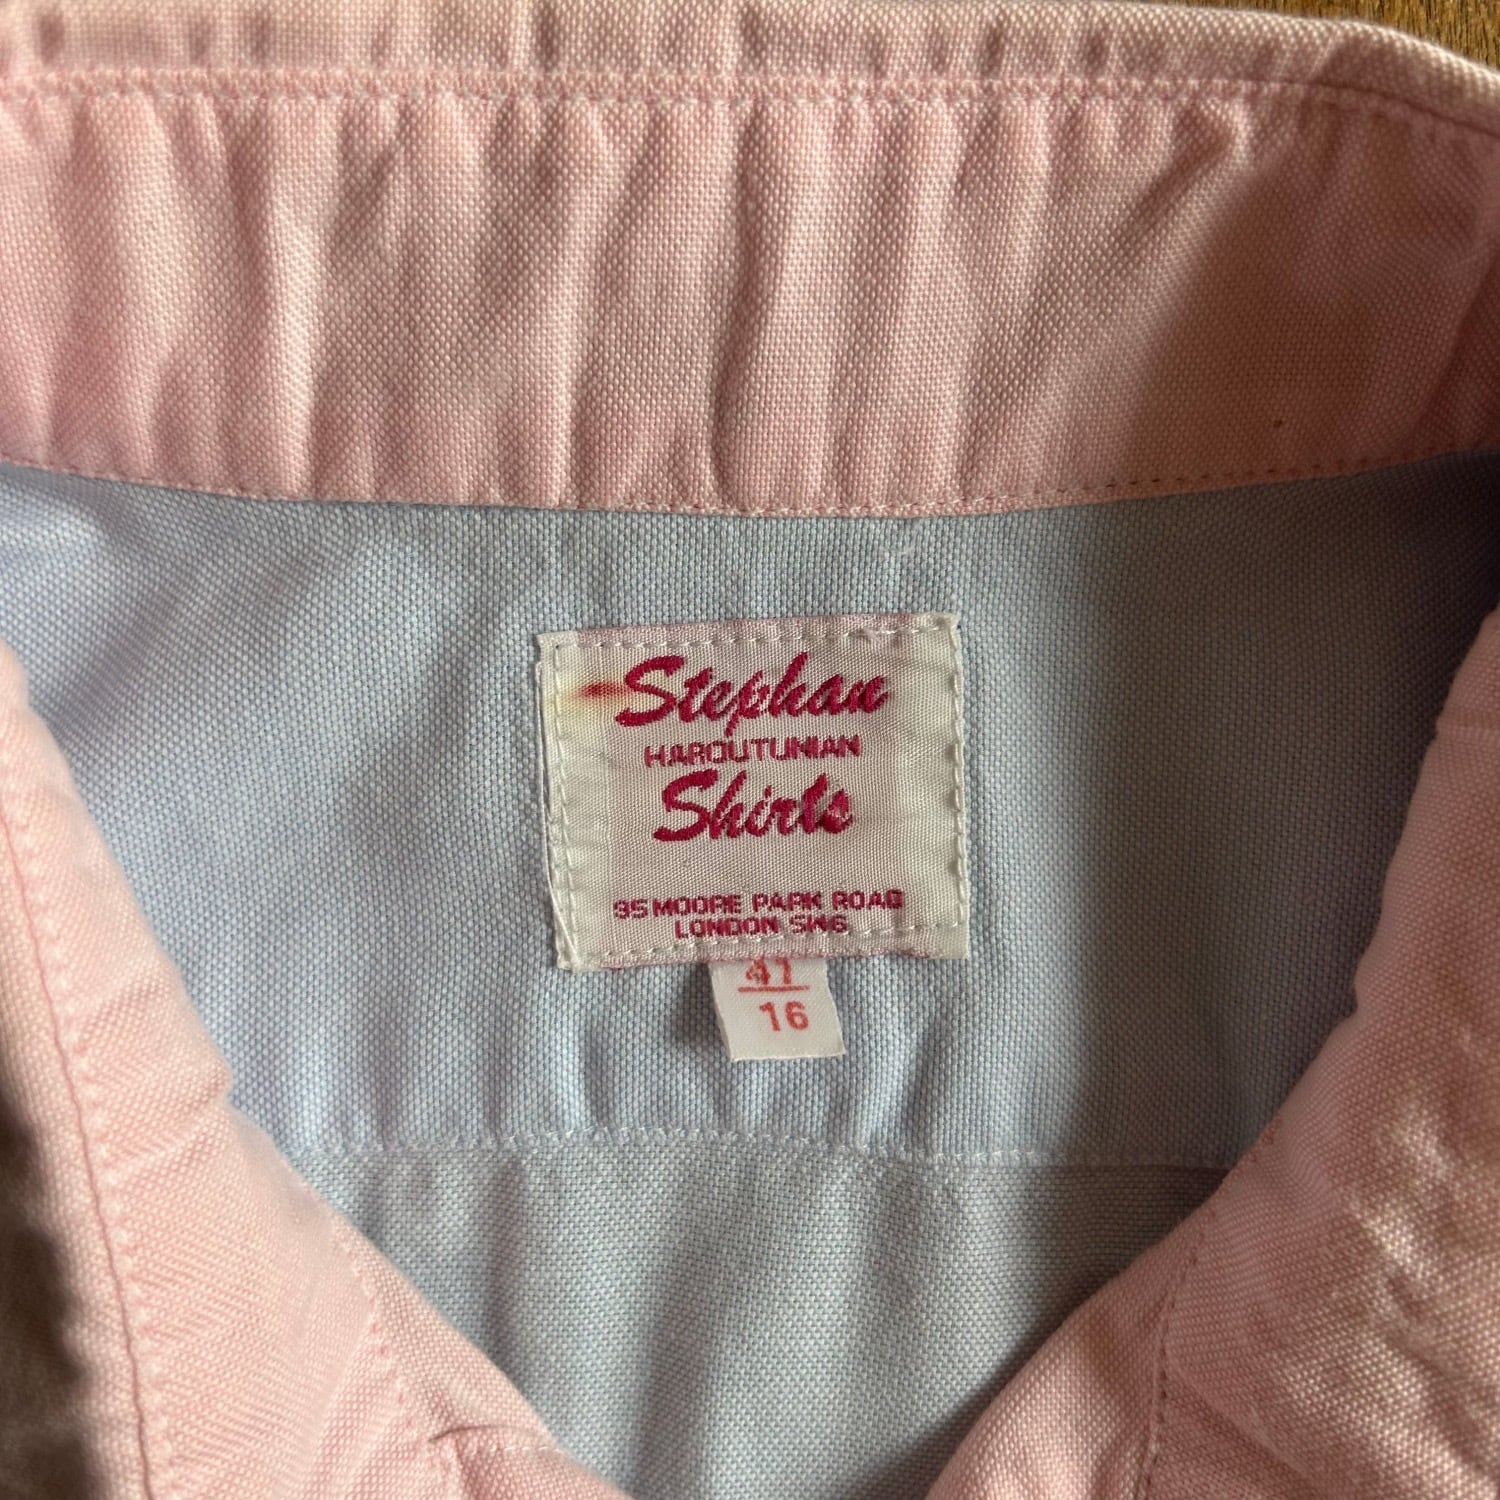 Stephan
HAROUTUNIAN
Shirts
95 MOORE PARK ROAD
LONDON SW6
41
16